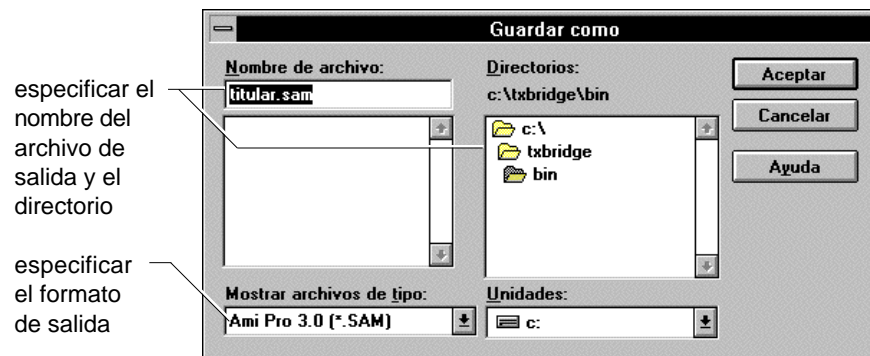 Guardar como
especificar el
nombre del
archivo de
salida y el
directorio
especificar
el formato
de salida
Nombre de archivo:
titular.sam
Mostrar archivos de tipo:
Ami Pro 3.0 (*.SAM)
Directorios:
c:\txbridge\bin
c:\
txbridge
bin
Unidades:
c:
Aceptar
Cancelar
Ayuda